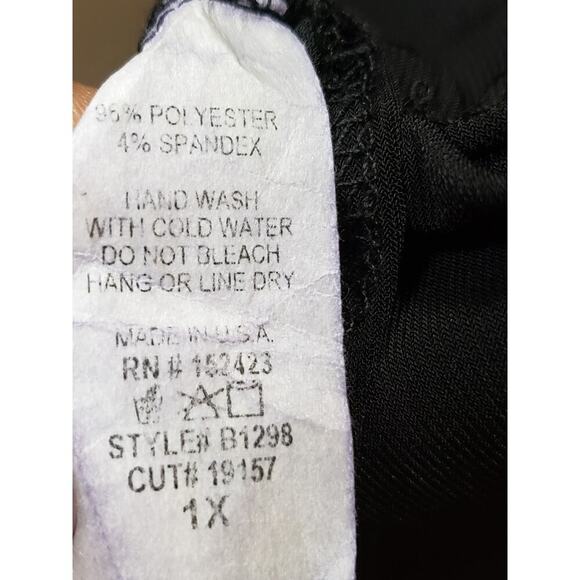 96% POLYESTER
4% SPANDEX
HAND WASH
WITH COLD WATER
DO NOT BLEACH
HANG OR LINE DRY
MADE IN U.S.A.
RN # 152423
STYLE# B1298
CUT# 19157
1X